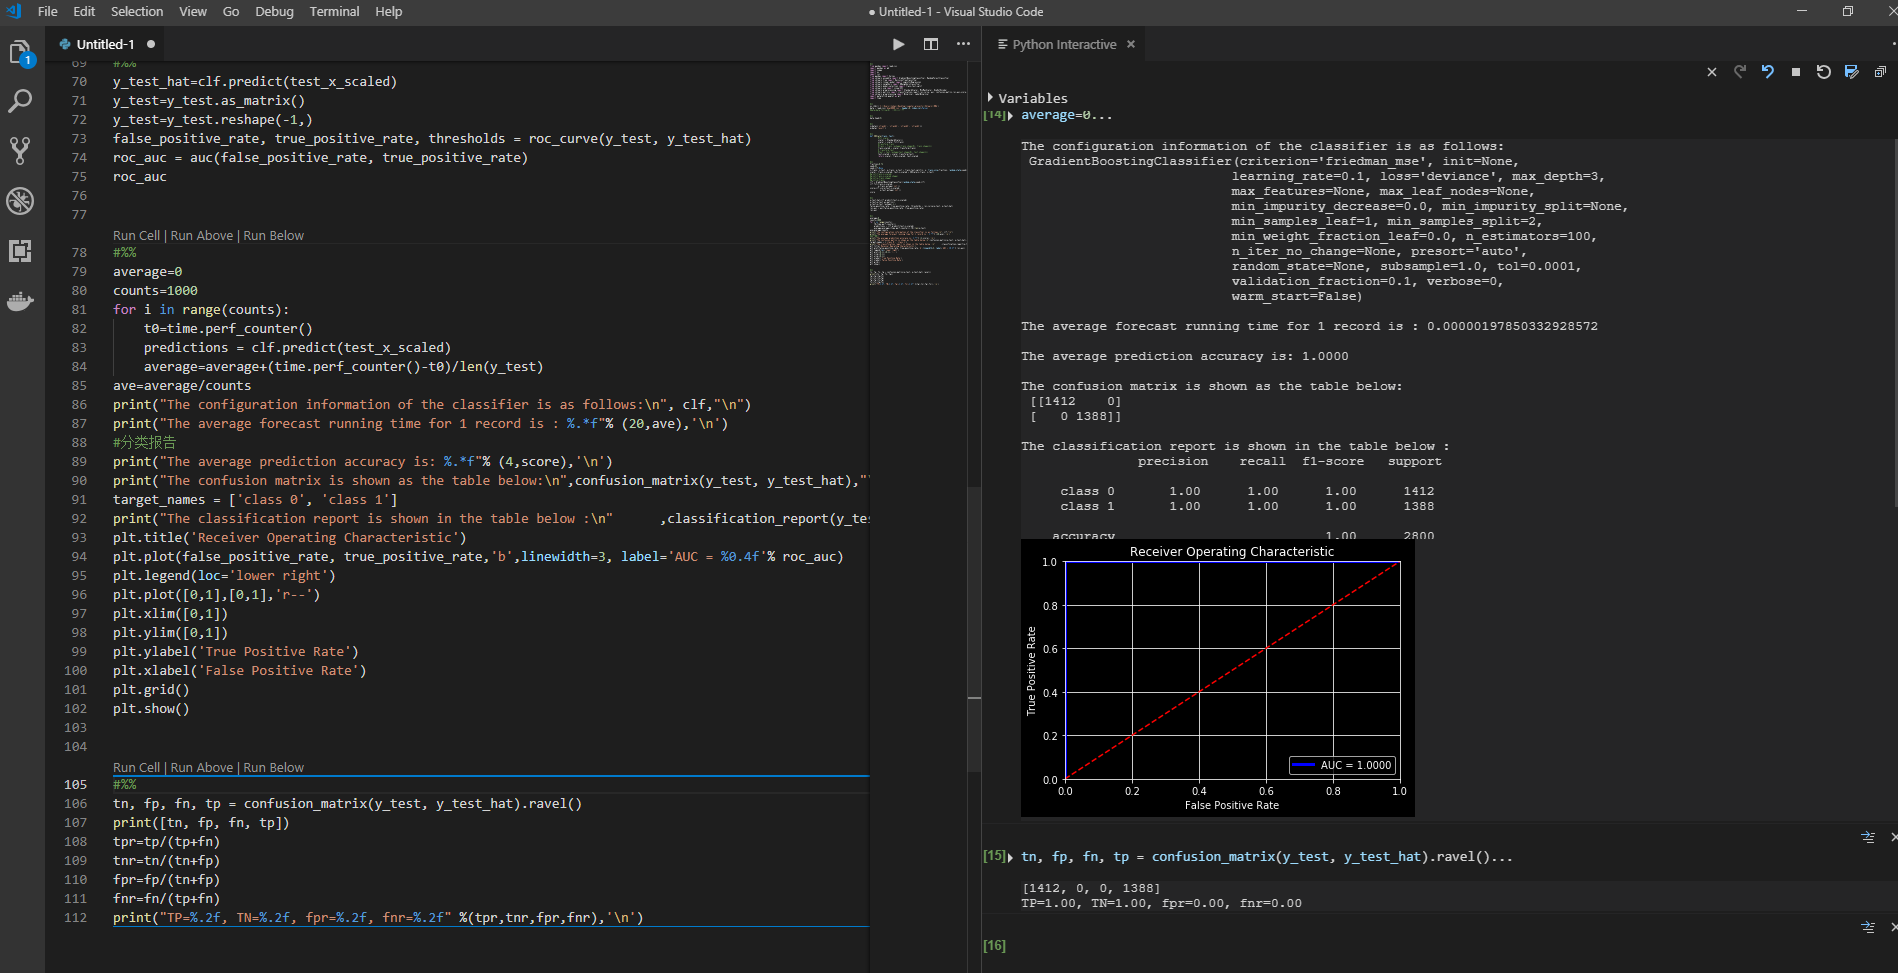 File Edit Selection View Go Debug Terminal Help
● Untitled-1 - Visual Studio Code
1
Untitled-1 ●
69 #%%
70 y_test_hat=clf.predict(test_x_scaled)
71 y_test=y_test.as_matrix()
72 y_test=y_test.reshape(-1,)
73 false_positive_rate, true_positive_rate, thresholds = roc_curve(y_test, y_test_hat)
74 roc_auc = auc(false_positive_rate, true_positive_rate)
75 roc_auc
76
77
Run Cell | Run Above | Run Below
78 #%%
79 average=0
80 counts=1000
81 for i in range(counts):
82 t0=time.perf_counter()
83 predictions = clf.predict(test_x_scaled)
84 average=average+(time.perf_counter()-t0)/len(y_test)
85 ave=average/counts
86 print("The configuration information of the classifier is as follows:\n", clf,"\n")
87 print("The average forecast running time for 1 record is : %.*f"% (20,ave),'\n')
88 #分类报告
89 print("The average prediction accuracy is: %.*f"% (4,score),'\n')
90 print("The confusion matrix is shown as the table below:\n",confusion_matrix(y_test, y_test_hat),"
91 target_names = ['class 0', 'class 1']
92 print("The classification report is shown in the table below :\n" ,classification_report(y_te
93 plt.title('Receiver Operating Characteristic')
94 plt.plot(false_positive_rate, true_positive_rate,'b',linewidth=3, label='AUC = %0.4f'% roc_auc)
95 plt.legend(loc='lower right')
96 plt.plot([0,1],[0,1],'r--')
97 plt.xlim([0,1])
98 plt.ylim([0,1])
99 plt.ylabel('True Positive Rate')
100 plt.xlabel('False Positive Rate')
101 plt.grid()
102 plt.show()
103
104
Run Cell | Run Above | Run Below
105 #%%
106 tn, fp, fn, tp = confusion_matrix(y_test, y_test_hat).ravel()
107 print([tn, fp, fn, tp])
108 tpr=tp/(tp+fn)
109 tnr=tn/(tn+fp)
110 fpr=fp/(tn+fp)
111 fnr=fn/(tp+fn)
112 print("TP=%.2f, TN=%.2f, fpr=%.2f, fnr=%.2f" %(tpr,tnr,fpr,fnr),'\n')
Python Interactive
Variables
[14] average=0...
The configuration information of the classifier is as follows:
GradientBoostingClassifier(criterion='friedman_mse', init=None,
learning_rate=0.1, loss='deviance', max_depth=3,
max_features=None, max_leaf_nodes=None,
min_impurity_decrease=0.0, min_impurity_split=None,
min_samples_leaf=1, min_samples_split=2,
min_weight_fraction_leaf=0.0, n_estimators=100,
n_iter_no_change=None, presort='auto',
random_state=None, subsample=1.0, tol=0.0001,
validation_fraction=0.1, verbose=0,
warm_start=False)
The average forecast running time for 1 record is : 0.00000197850332928572
The average prediction accuracy is: 1.0000
The confusion matrix is shown as the table below:
[[1412 0]
[ 0 1388]]
The classification report is shown in the table below :
precision recall f1-score support
class 0 1.00 1.00 1.00 1412
class 1 1.00 1.00 1.00 1388
accuracy 1.00 2800
Receiver Operating Characteristic
1.0
0.8
0.6
0.4
0.2
0.0
True Positive Rate
AUC = 1.0000
0.0 0.2 0.4 0.6 0.8 1.0
False Positive Rate
[15] tn, fp, fn, tp = confusion_matrix(y_test, y_test_hat).ravel()...
[1412, 0, 0, 1388]
TP=1.00, TN=1.00, fpr=0.00, fnr=0.00
[16]